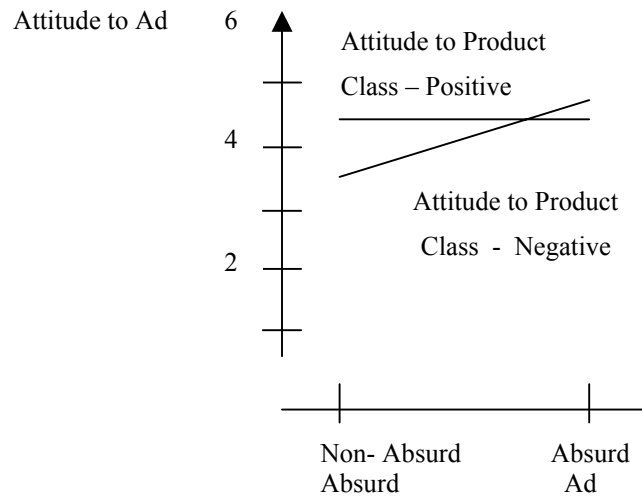 Attitude to Ad
6
4
2
Attitude to Product
Class – Positive
Attitude to Product
Class - Negative
Non- Absurd
Absurd
Absurd
Ad